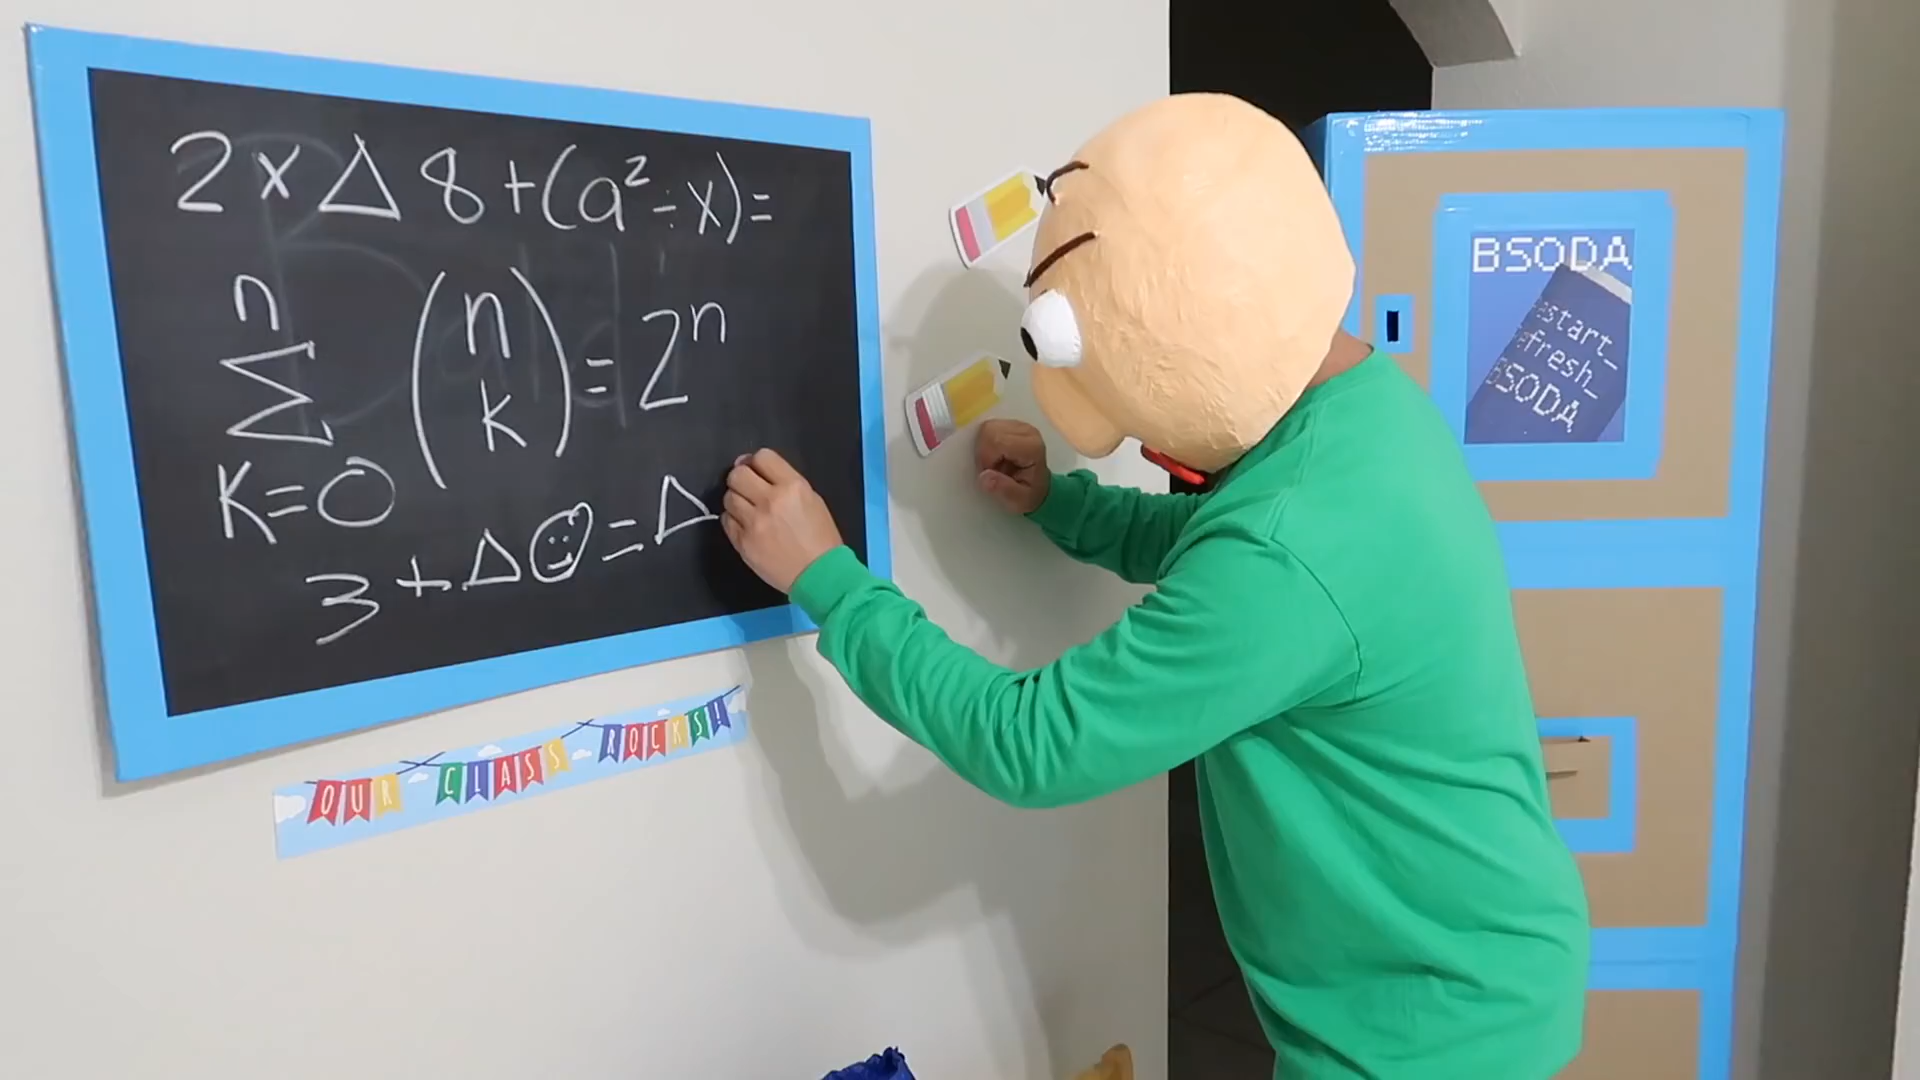 2 x △ 8 + (a² ÷ x) =
n
∑ (n k) = 2ⁿ
K=0
3 + △ ☺ = △
OUR CLASS ROCKS!
BSODA
start_
fresh_
BSODA